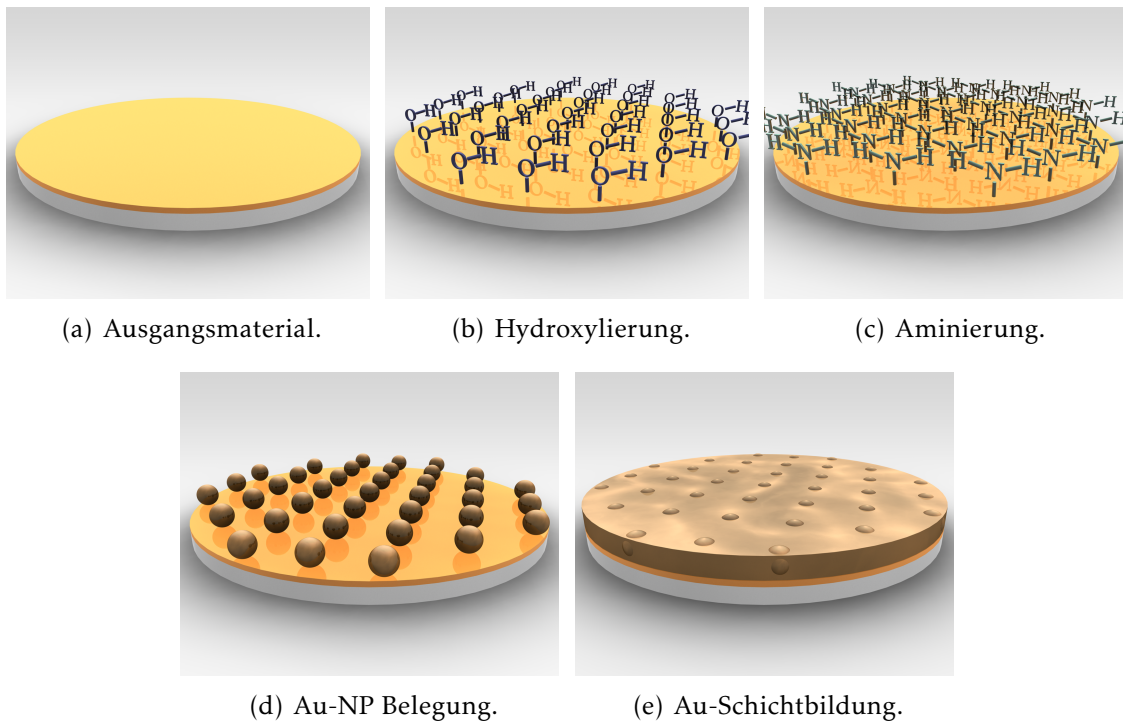 (a) Ausgangsmaterial.
(b) Hydroxylierung.
(c) Aminierung.
(d) Au-NP Belegung.
(e) Au-Schichtbildung.